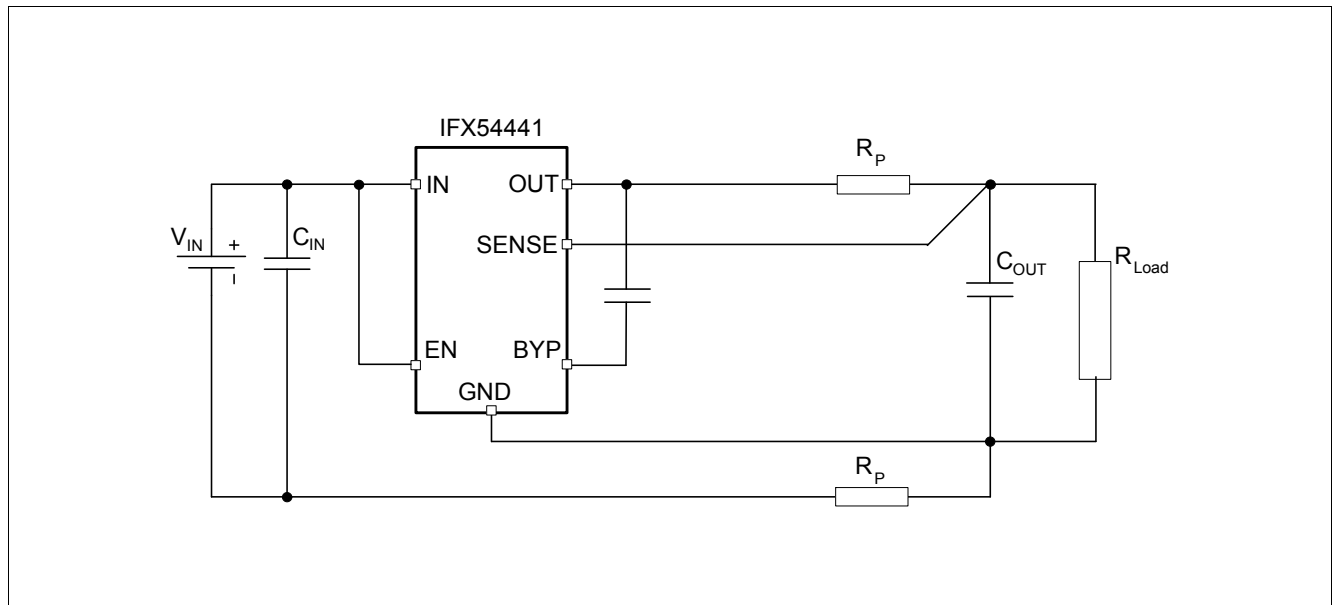 IFX54441
R_P
IN
OUT
V_IN
+
C_IN
SENSE
C_OUT
R_Load
EN
BYP
GND
R_P